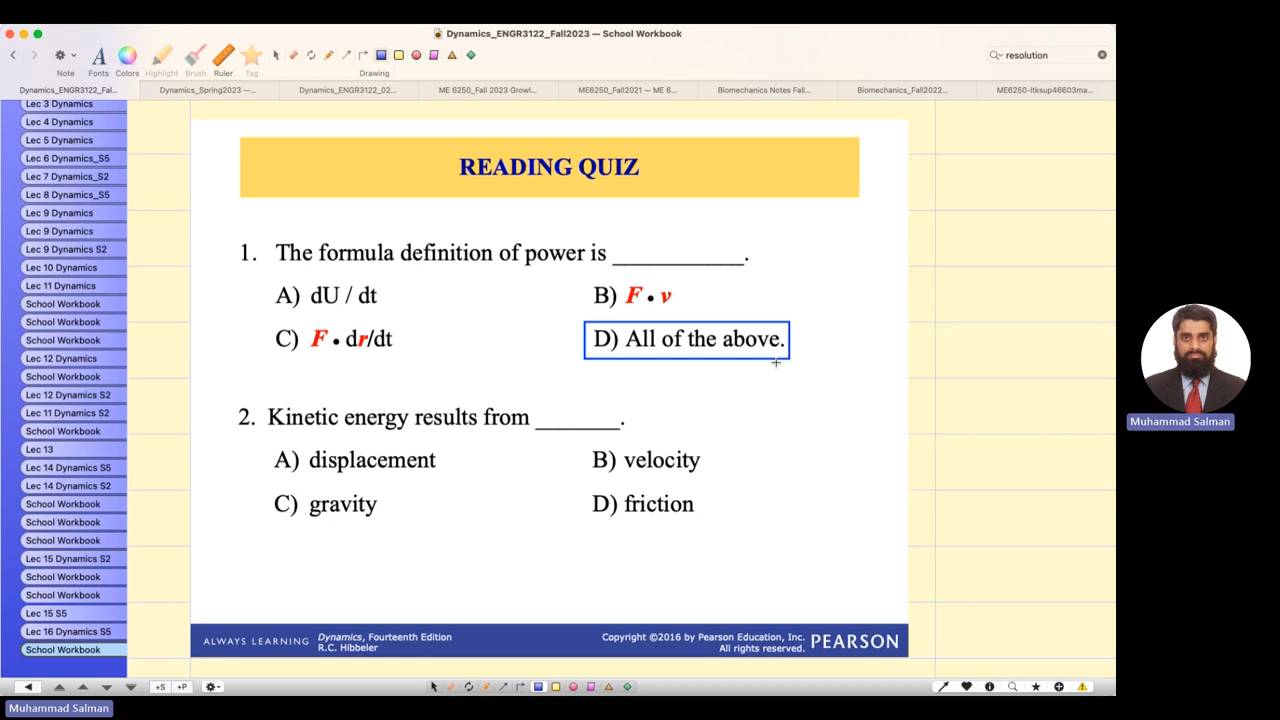 Dynamics_ENGR3122_Fall2023 — School Workbook
resolution
Note
Fonts
Colors
Highlight
Brush
Ruler
Tag
Drawing
Dynamics_ENGR3122_Fal...
Dynamics_Spring2023 —...
Dynamics_ENGR3122_02...
ME 6250_Fall 2023 Growl...
ME6250_Fall2021 — ME 6...
Biomechanics Notes Fall...
Biomechanics_Fall2022...
ME6250-ltksup46603ma...
Lec 3 Dynamics
Lec 4 Dynamics
Lec 5 Dynamics
Lec 6 Dynamics_S5
Lec 7 Dynamics_S2
Lec 8 Dynamics_S5
Lec 9 Dynamics
Lec 9 Dynamics
Lec 9 Dynamics S2
Lec 10 Dynamics
Lec 11 Dynamics
School Workbook
School Workbook
School Workbook
Lec 12 Dynamics
School Workbook
Lec 12 Dynamics S2
Lec 11 Dynamics S2
School Workbook
Lec 13
Lec 14 Dynamics S5
Lec 14 Dynamics S2
School Workbook
School Workbook
School Workbook
Lec 15 Dynamics S2
School Workbook
School Workbook
Lec 15 S5
Lec 16 Dynamics S5
School Workbook
READING QUIZ
1. The formula definition of power is ___________.
A) dU / dt
B) F • v
C) F • dr/dt
D) All of the above.
2. Kinetic energy results from _______.
A) displacement
B) velocity
C) gravity
D) friction
ALWAYS LEARNING
Dynamics, Fourteenth Edition
R.C. Hibbeler
Copyright ©2016 by Pearson Education, Inc.
All rights reserved.
PEARSON
+S
+P
Muhammad Salman
Muhammad Salman